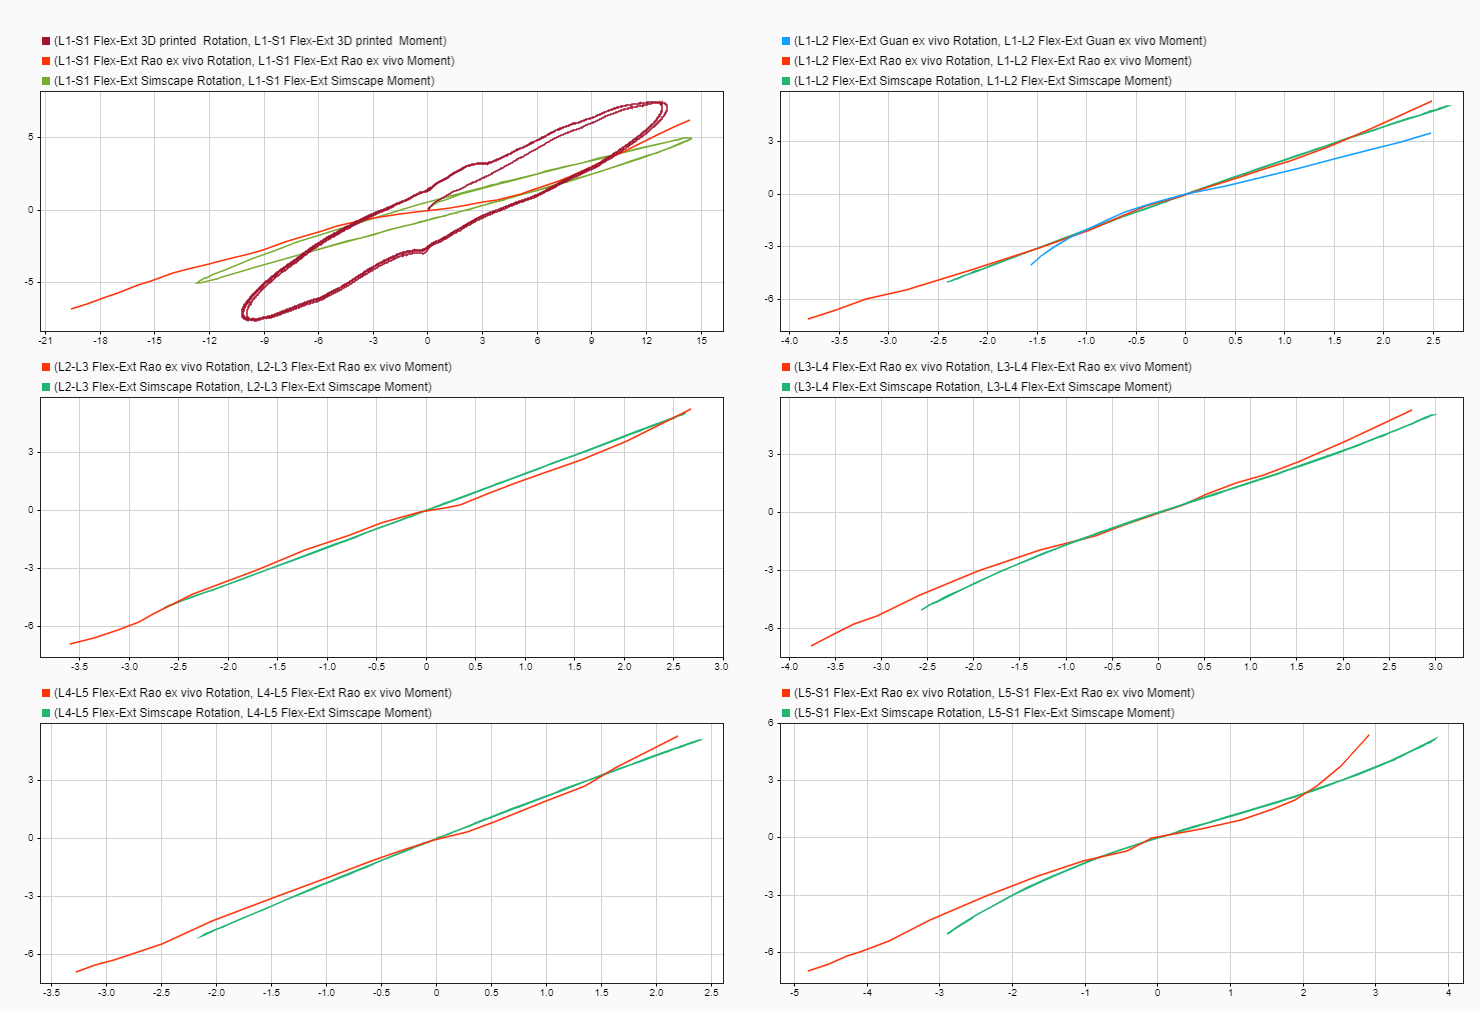 (L1-S1 Flex-Ext 3D printed  Rotation, L1-S1 Flex-Ext 3D printed  Moment)
(L1-S1 Flex-Ext Rao ex vivo Rotation, L1-S1 Flex-Ext Rao ex vivo Moment)
(L1-S1 Flex-Ext Simscape Rotation, L1-S1 Flex-Ext Simscape Moment)
5
0
-5
-21 -18 -15 -12 -9 -6 -3 0 3 6 9 12 15
(L1-L2 Flex-Ext Guan ex vivo Rotation, L1-L2 Flex-Ext Guan ex vivo Moment)
(L1-L2 Flex-Ext Rao ex vivo Rotation, L1-L2 Flex-Ext Rao ex vivo Moment)
(L1-L2 Flex-Ext Simscape Rotation, L1-L2 Flex-Ext Simscape Moment)
3
0
-3
-6
-4.0 -3.5 -3.0 -2.5 -2.0 -1.5 -1.0 -0.5 0 0.5 1.0 1.5 2.0 2.5
(L2-L3 Flex-Ext Rao ex vivo Rotation, L2-L3 Flex-Ext Rao ex vivo Moment)
(L2-L3 Flex-Ext Simscape Rotation, L2-L3 Flex-Ext Simscape Moment)
3
0
-3
-6
-3.5 -3.0 -2.5 -2.0 -1.5 -1.0 -0.5 0 0.5 1.0 1.5 2.0 2.5 3.0
(L3-L4 Flex-Ext Rao ex vivo Rotation, L3-L4 Flex-Ext Rao ex vivo Moment)
(L3-L4 Flex-Ext Simscape Rotation, L3-L4 Flex-Ext Simscape Moment)
3
0
-3
-6
-4.0 -3.5 -3.0 -2.5 -2.0 -1.5 -1.0 -0.5 0 0.5 1.0 1.5 2.0 2.5 3.0
(L4-L5 Flex-Ext Rao ex vivo Rotation, L4-L5 Flex-Ext Rao ex vivo Moment)
(L4-L5 Flex-Ext Simscape Rotation, L4-L5 Flex-Ext Simscape Moment)
3
0
-3
-6
-3.5 -3.0 -2.5 -2.0 -1.5 -1.0 -0.5 0 0.5 1.0 1.5 2.0 2.5
(L5-S1 Flex-Ext Rao ex vivo Rotation, L5-S1 Flex-Ext Rao ex vivo Moment)
(L5-S1 Flex-Ext Simscape Rotation, L5-S1 Flex-Ext Simscape Moment)
6
3
0
-3
-6
-5 -4 -3 -2 -1 0 1 2 3 4